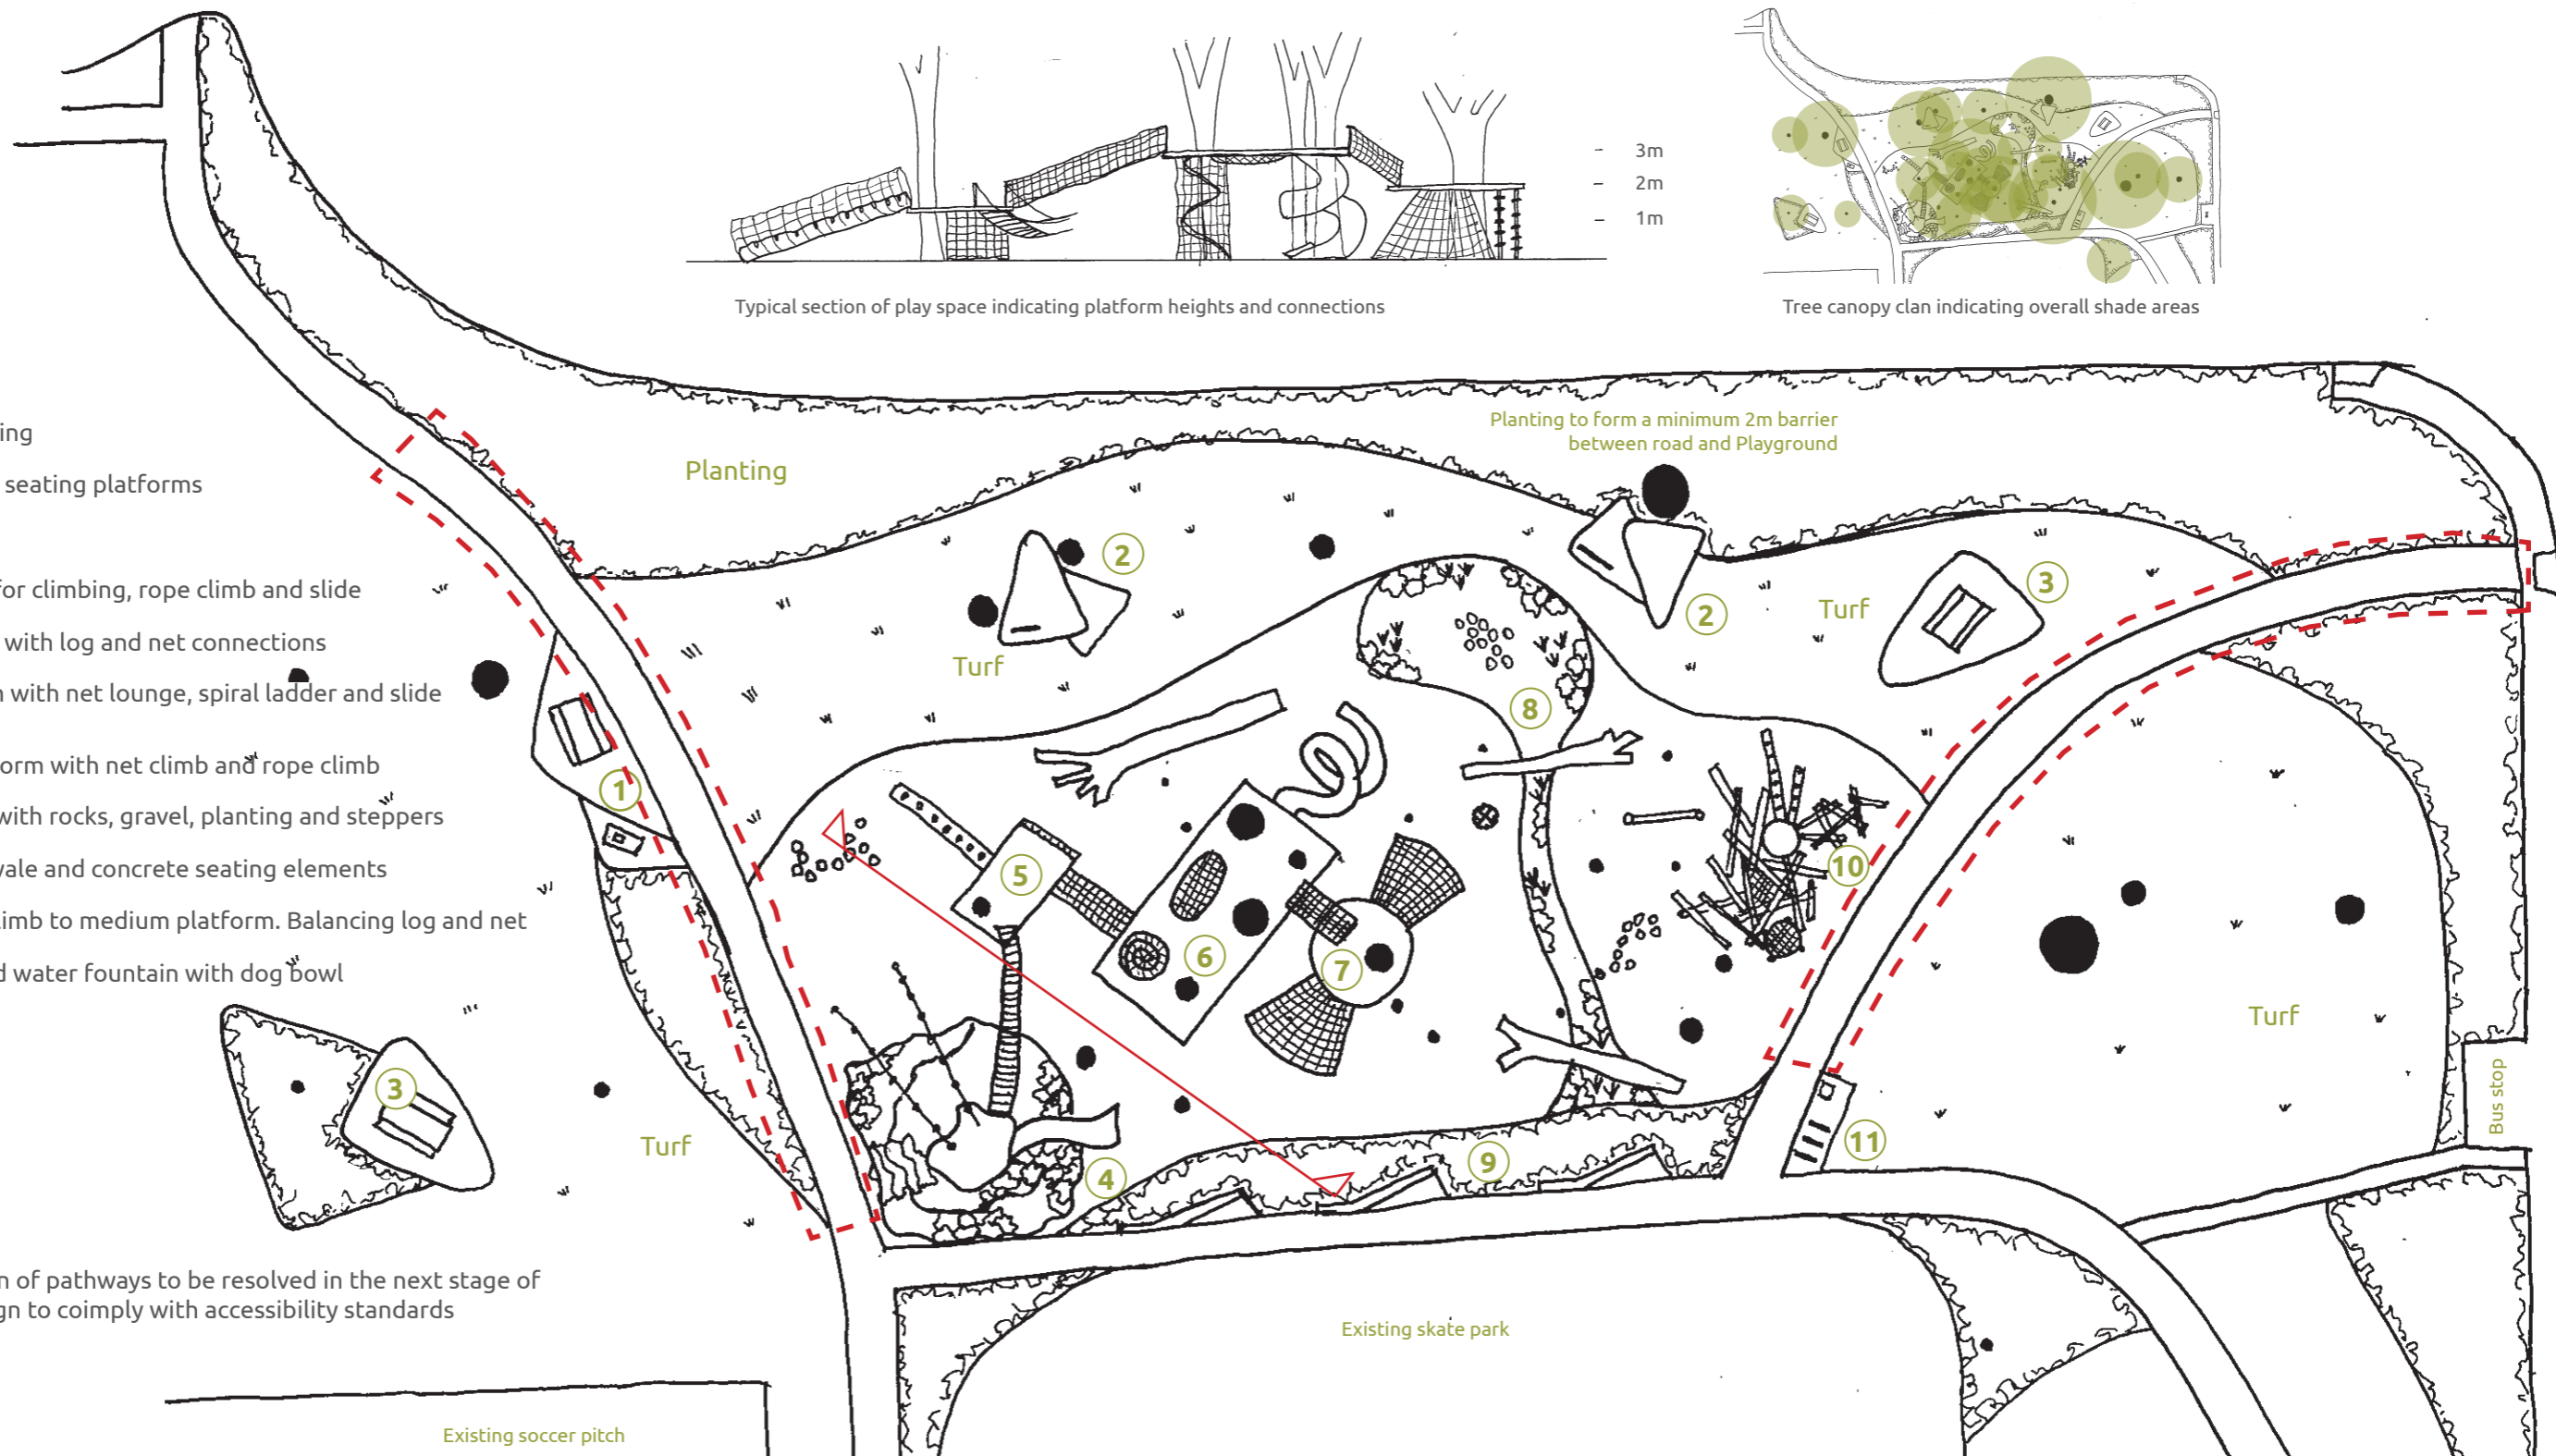 3m
2m
1m
Typical section of play space indicating platform heights and connections
Tree canopy clan indicating overall shade areas
ing
seating platforms
for climbing, rope climb and slide
with log and net connections
with net lounge, spiral ladder and slide
orm with net climb and rope climb
with rocks, gravel, planting and steppers
vale and concrete seating elements
limb to medium platform. Balancing log and net
d water fountain with dog bowl
n of pathways to be resolved in the next stage of
gn to coimply with accessibility standards
Planting to form a minimum 2m barrier
between road and Playground
Planting
2
2
3
Turf
Turf
8
1
5
10
6
7
3
Turf
Turf
4
9
11
Bus stop
Existing skate park
Existing soccer pitch